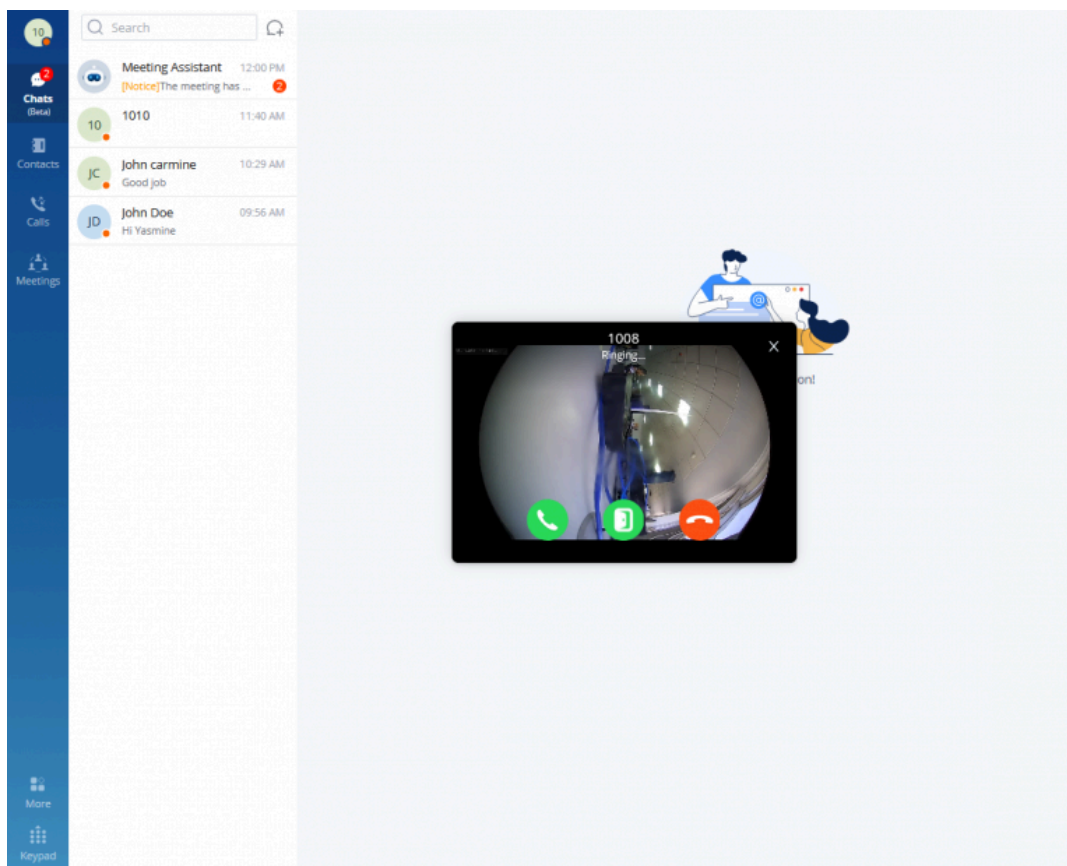 10
2
Chats
(Beta)
Contacts
Calls
Meetings
More
Keypad
Search
Meeting Assistant 12:00 PM
[Notice]The meeting has ... 2
10
1010 11:40 AM
JC
John carmine 10:29 AM
Good job
JD
John Doe 09:56 AM
Hi Yasmine
@
1008
Ringing...
on!